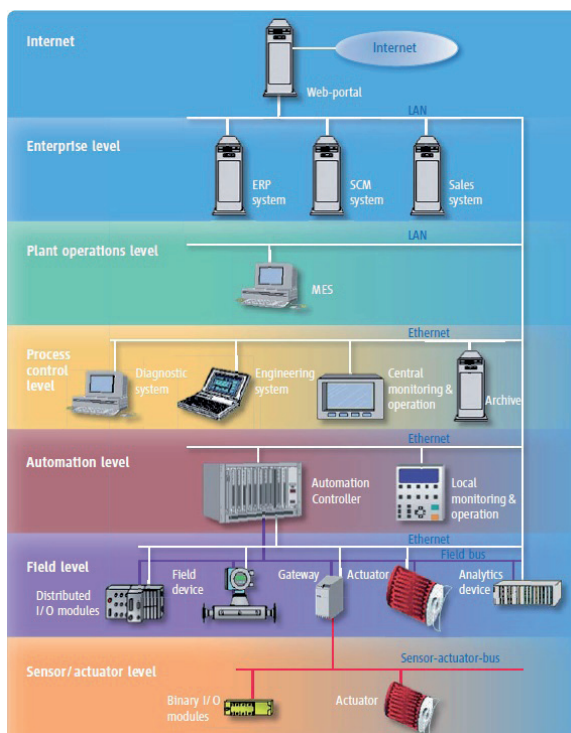 Internet
Internet
Web-portal
LAN
Enterprise level
ERP
system
SCM
system
Sales
system
LAN
Plant operations level
MES
Ethernet
Process
control
level
Diagnostic
system
Engineering
system
Central
monitoring &
operation
Archive
Ethernet
Automation level
Automation
Controller
Local
monitoring &
operation
Ethernet
Field bus
Field level
Distributed
I/O modules
Field
device
Gateway
Actuator
Analytics
device
Sensor-actuator-bus
Sensor/actuator level
Binary I/O
modules
Actuator